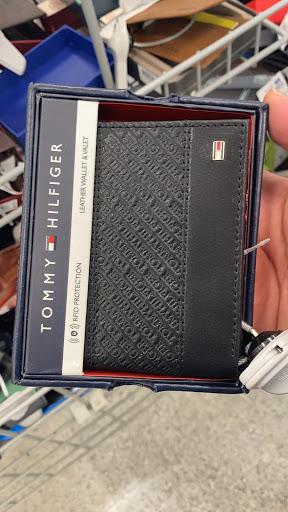 TOMMY HILFIGER
RFID PROTECTION
LEATHER WALLET & VALET